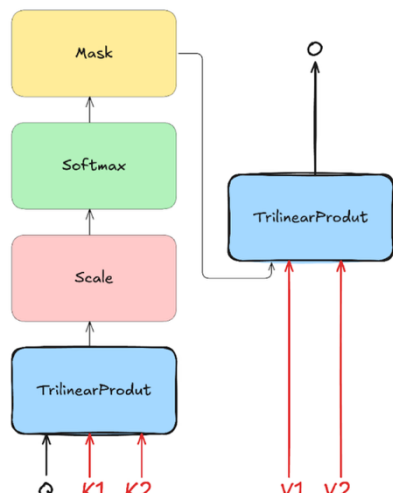 O
Mask
Softmax
TrilinearProdut
Scale
TrilinearProdut
Q K1 K2
V1 V2